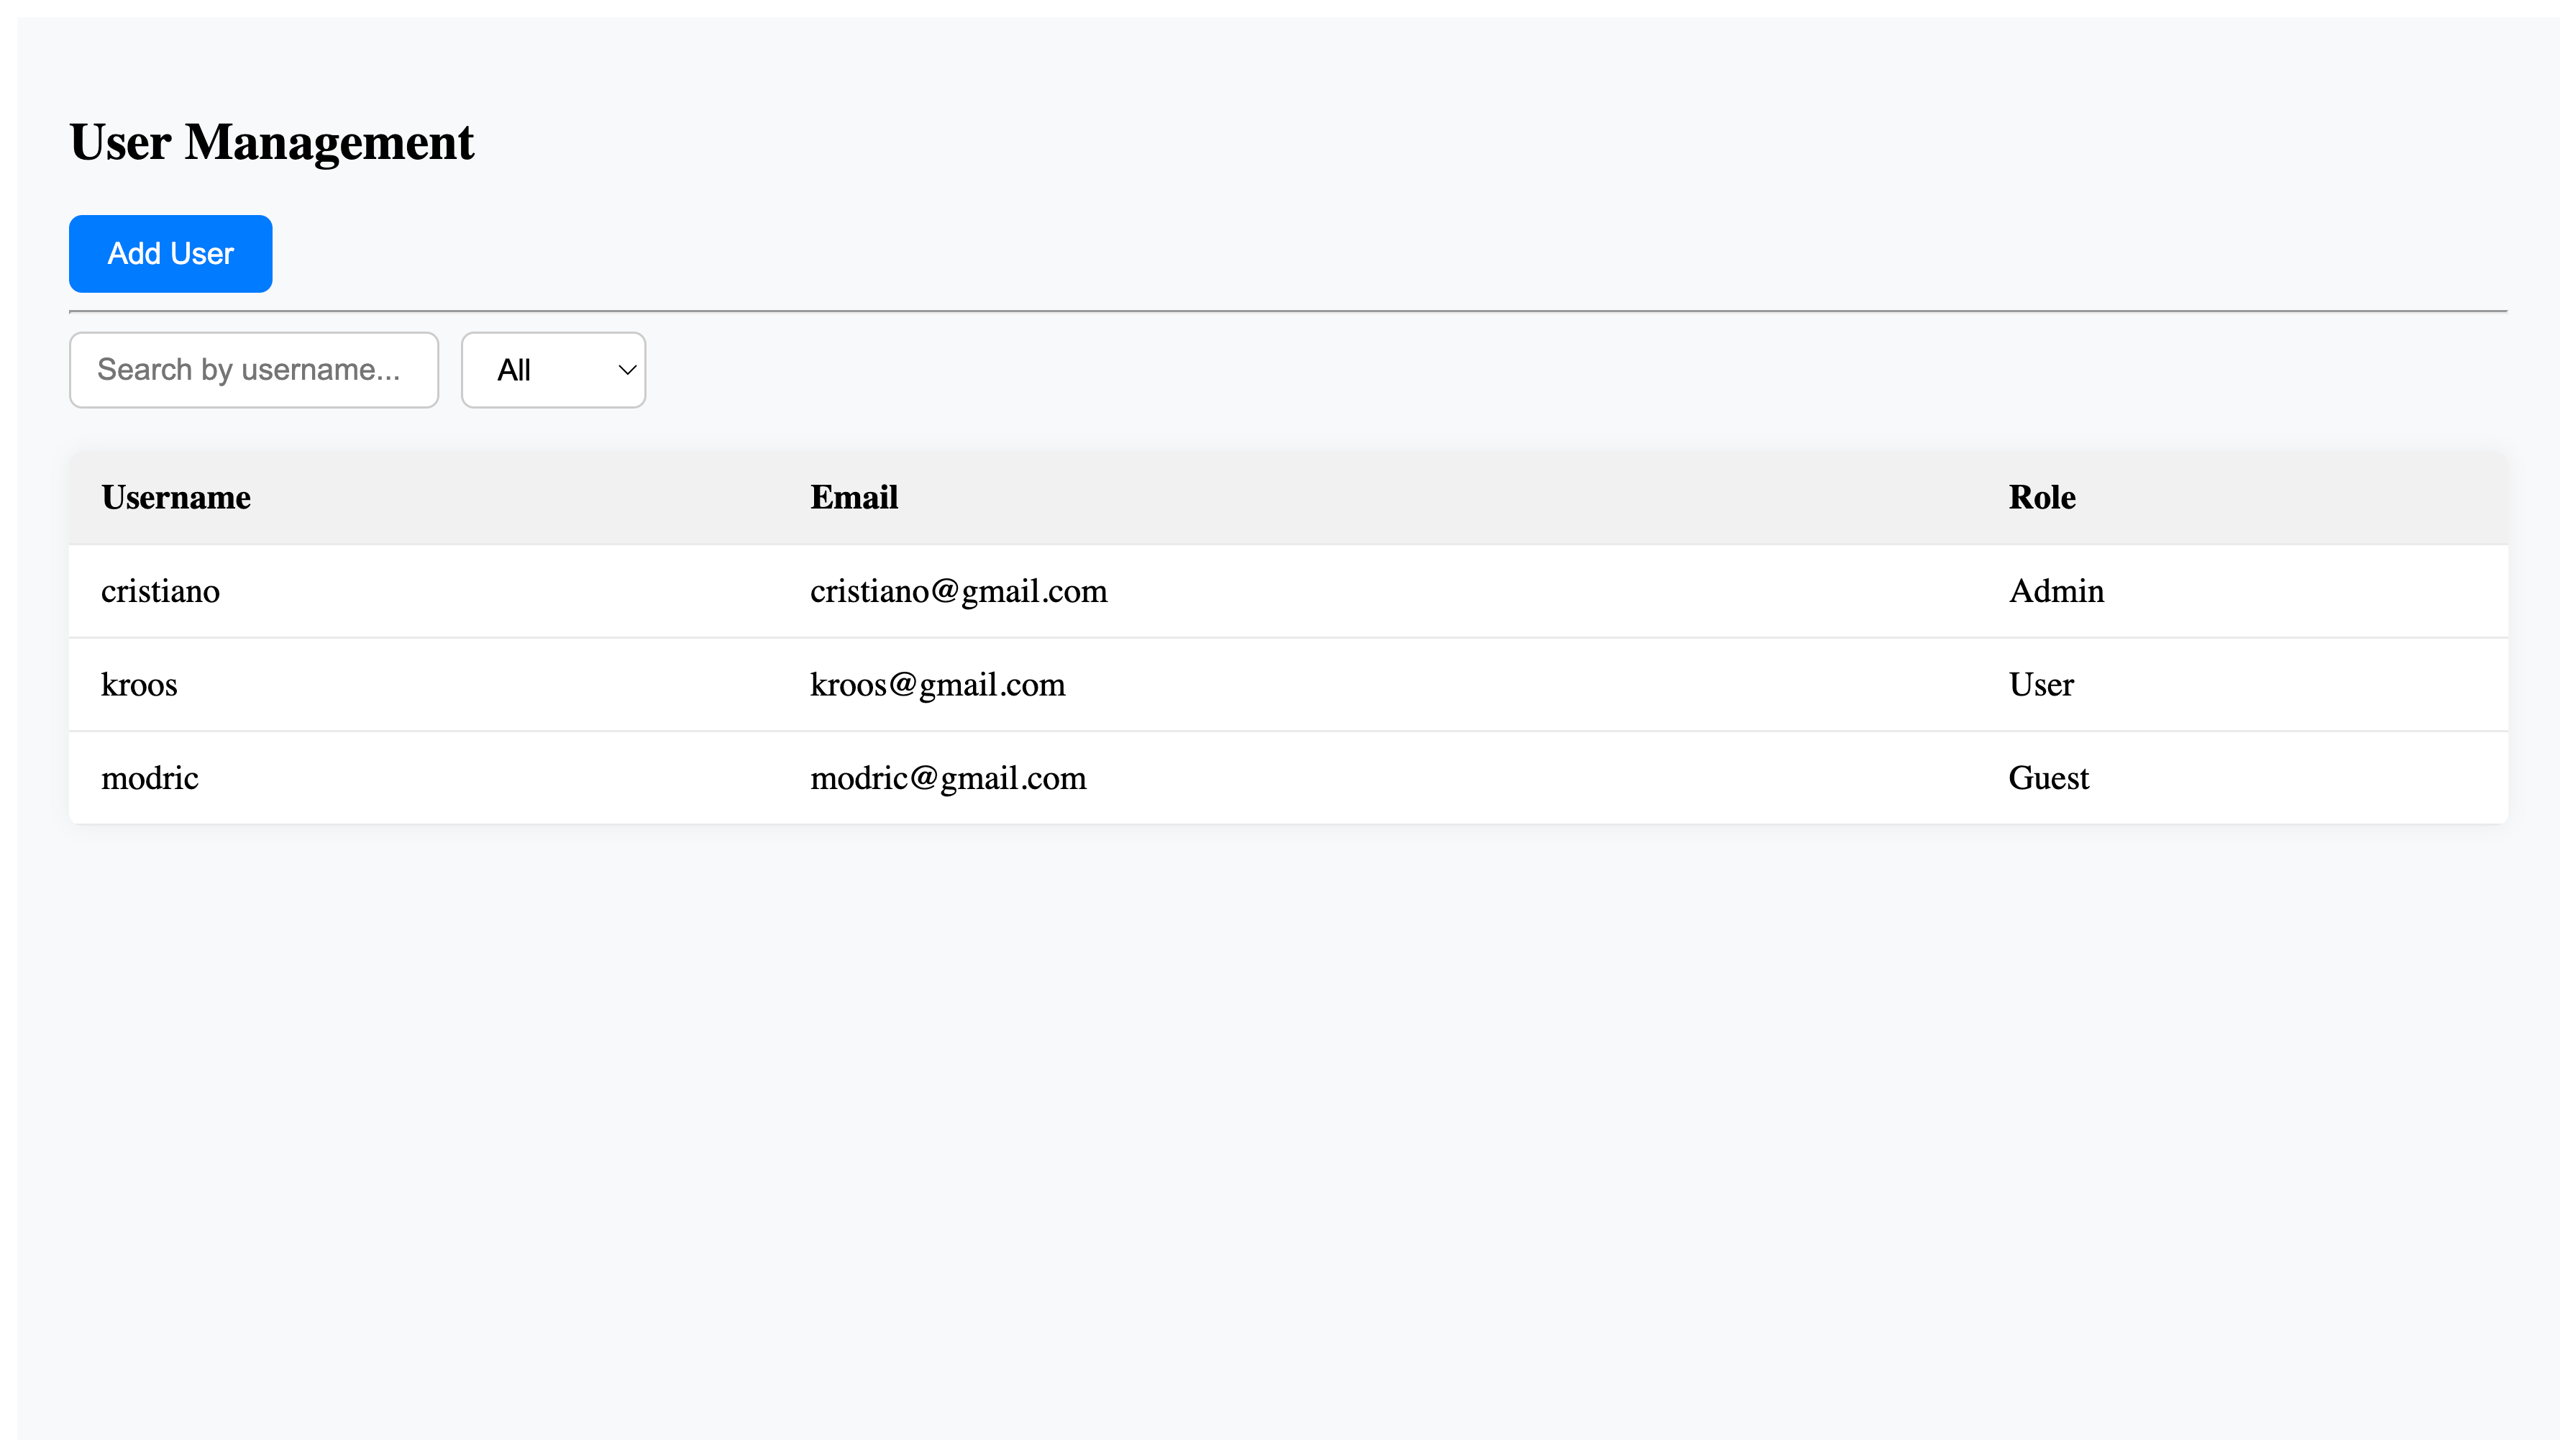 User Management
Add User
Search by username... All
Username Email Role
cristiano cristiano@gmail.com Admin
kroos kroos@gmail.com User
modric modric@gmail.com Guest